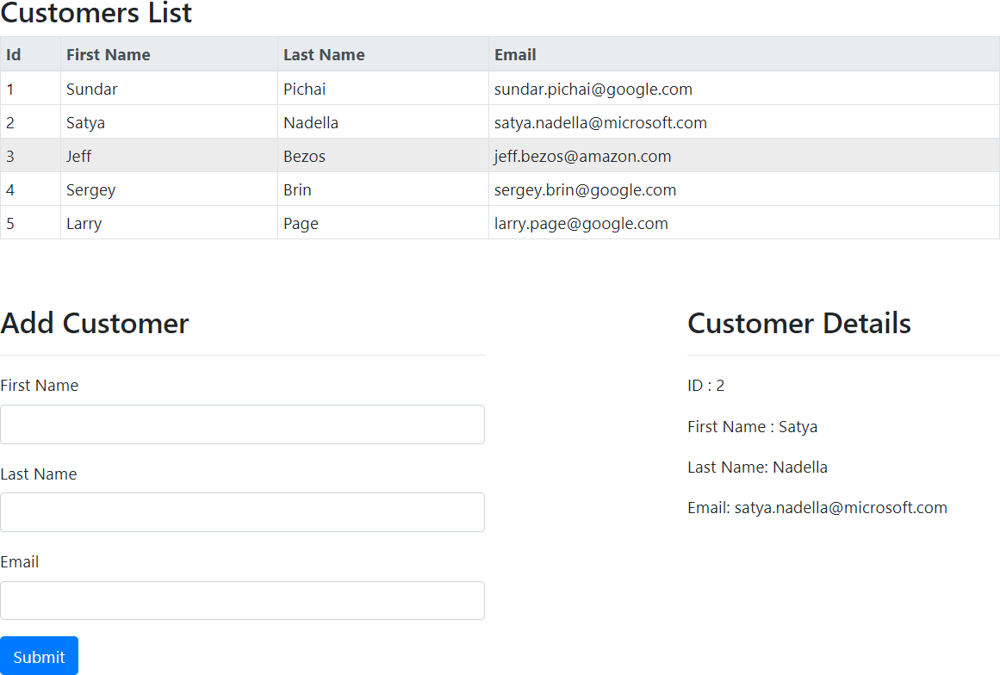 Customers List
Id First Name Last Name Email
1 Sundar Pichai sundar.pichai@google.com
2 Satya Nadella satya.nadella@microsoft.com
3 Jeff Bezos jeff.bezos@amazon.com
4 Sergey Brin sergey.brin@google.com
5 Larry Page larry.page@google.com
Add Customer
First Name
Last Name
Email
Submit
Customer Details
ID : 2
First Name : Satya
Last Name: Nadella
Email: satya.nadella@microsoft.com